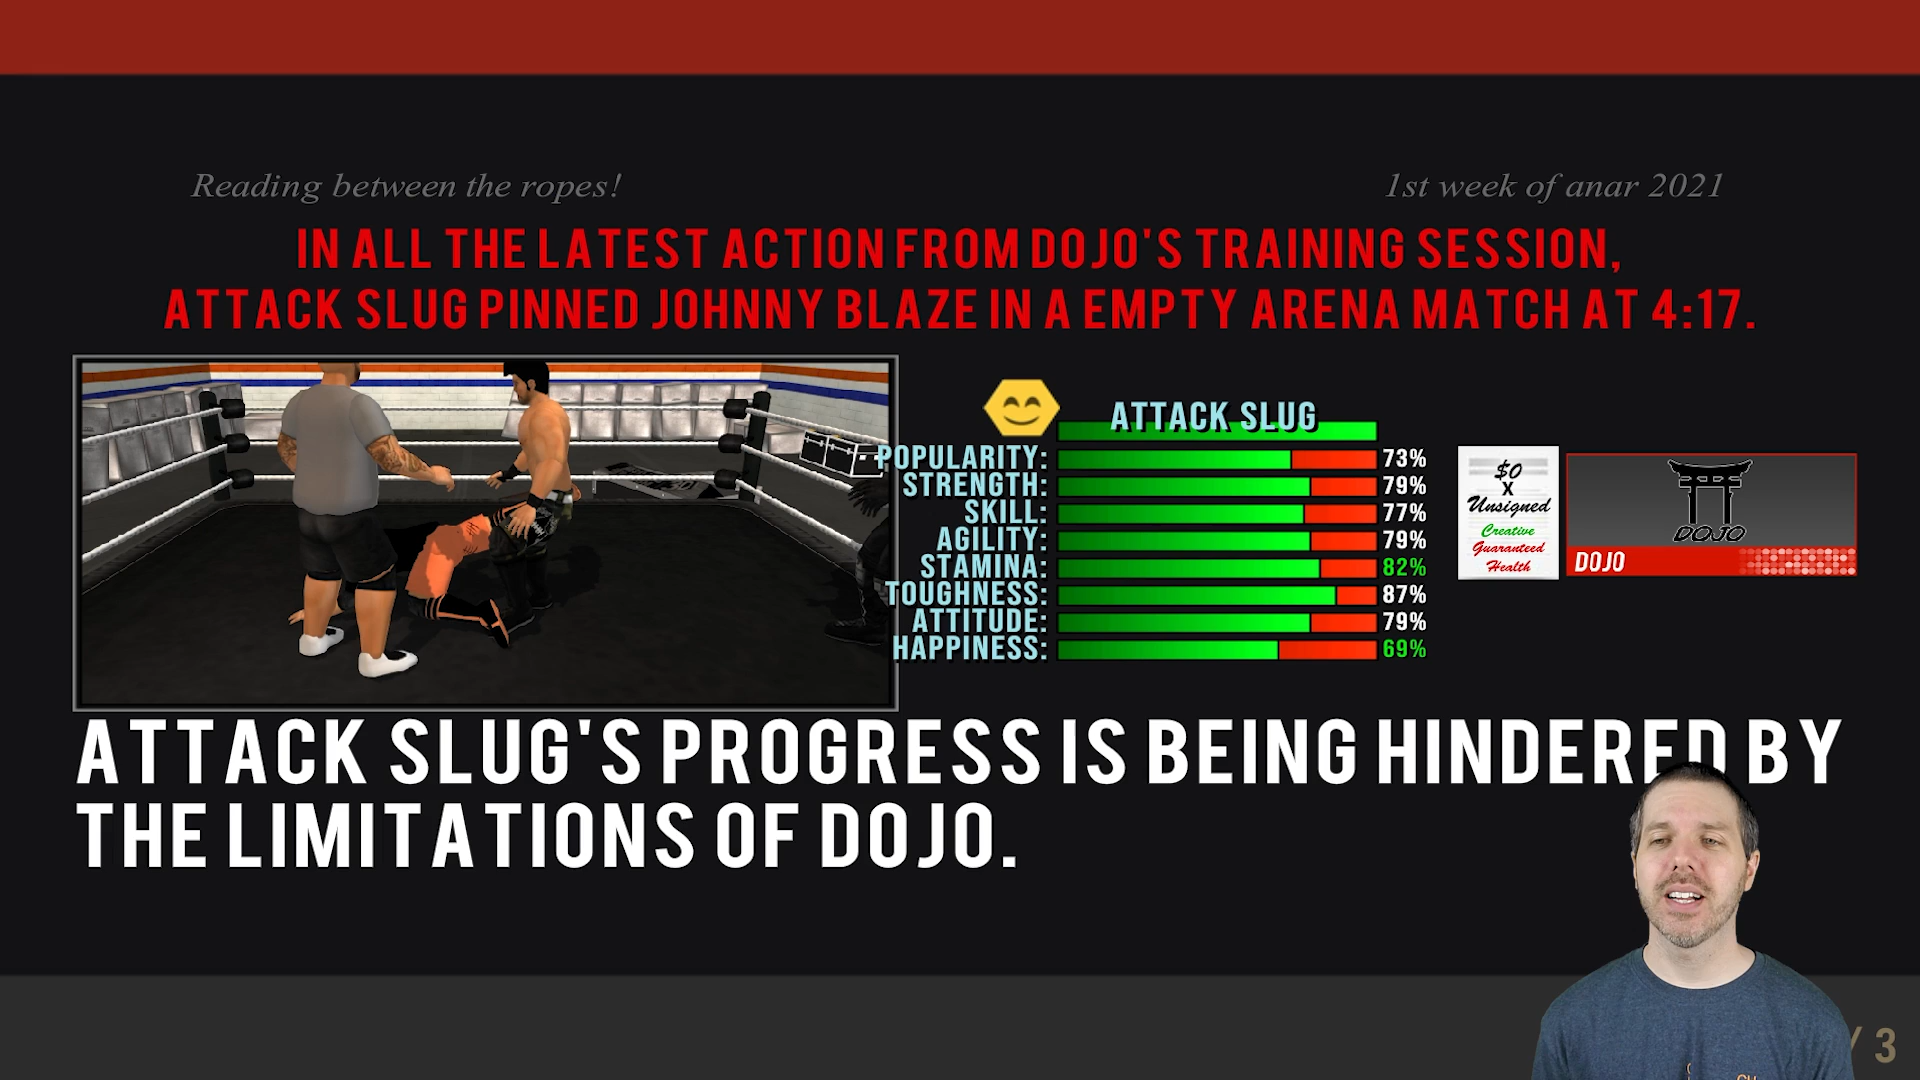 Reading between the ropes!
1st week of anar 2021
IN ALL THE LATEST ACTION FROM DOJO'S TRAINING SESSION,
ATTACK SLUG PINNED JOHNNY BLAZE IN A EMPTY ARENA MATCH AT 4:17.
ATTACK SLUG
POPULARITY: 73%
STRENGTH: 79%
SKILL: 77%
AGILITY: 79%
STAMINA: 82%
TOUGHNESS: 87%
ATTITUDE: 79%
HAPPINESS: 69%
$0
X
Unsigned
Creative
Guaranteed
Health
DOJO
DOJO
ATTACK SLUG'S PROGRESS IS BEING HINDERED BY
THE LIMITATIONS OF DOJO.
/ 3